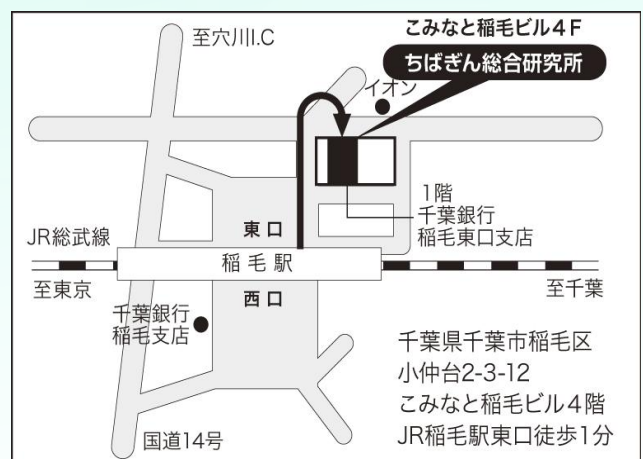 こみなと稲毛ビル４Ｆ
ちばぎん総合研究所
至穴川I.C
イオン
1階
千葉銀行
稲毛東口支店
東口
JR総武線
稲毛駅
至東京
至千葉
西口
千葉銀行
稲毛支店
国道14号
千葉県千葉市稲毛区
小仲台2-3-12
こみなと稲毛ビル４階
JR稲毛駅東口徒歩1分